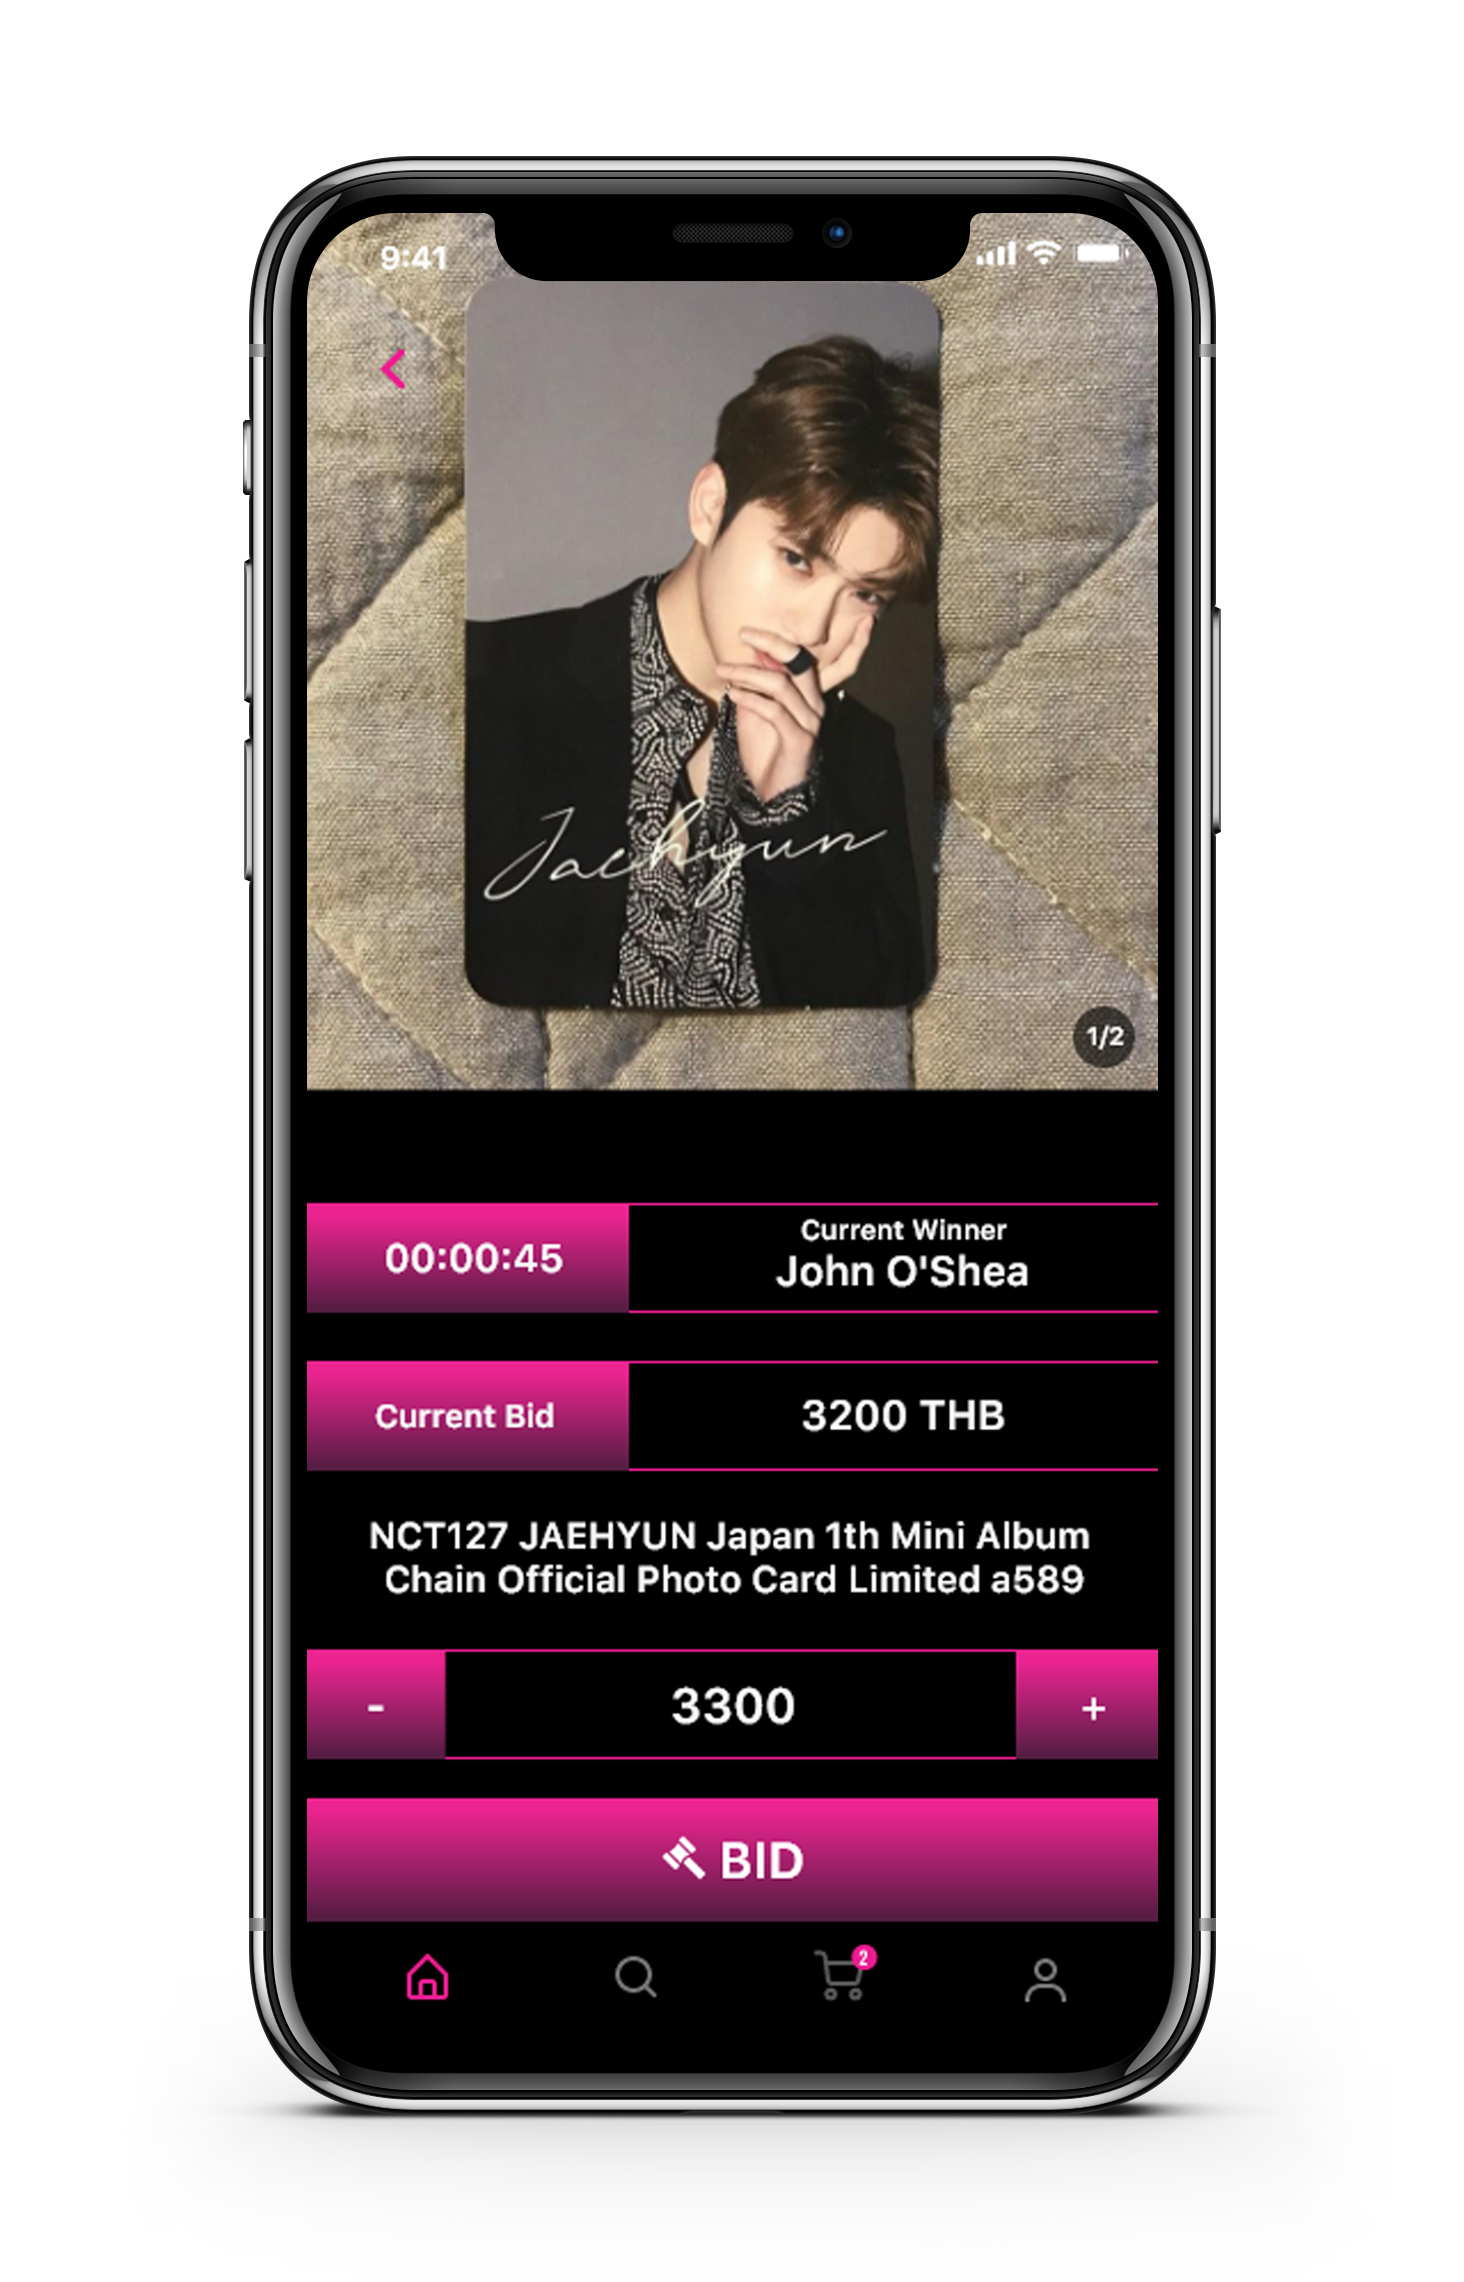 9:41
Jaehyun
1/2
00:00:45
Current Winner
John O'Shea
Current Bid
3200 THB
NCT127 JAEHYUN Japan 1th Mini Album
Chain Official Photo Card Limited a589
-
3300
+
BID
2